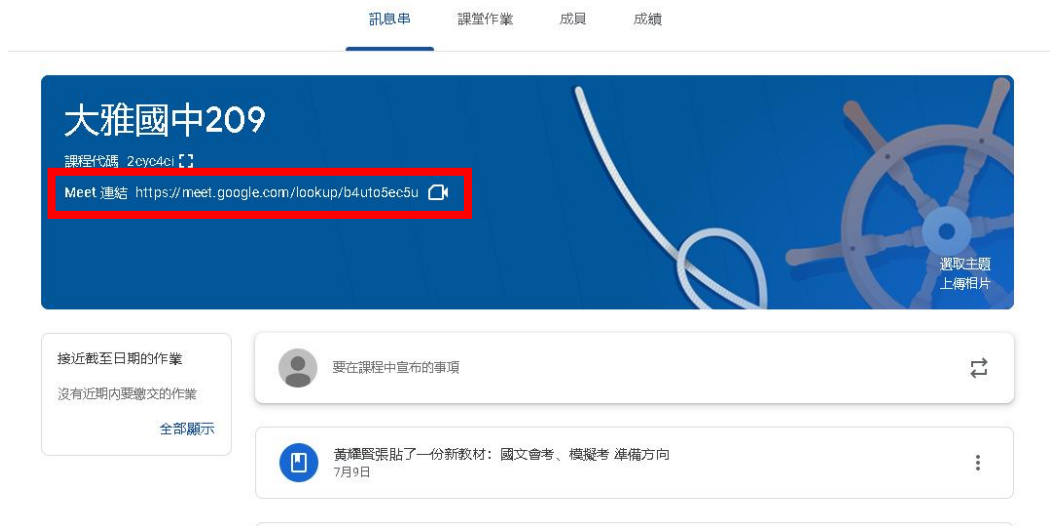 訊息串 課堂作業 成員 成績
大雅國中209
課程代碼 2cyc4ci
Meet 連結 https://meet.google.com/lookup/b4uto5ec5u
選取主題
上傳相片
接近截至日期的作業
沒有近期內要繳交的作業
全部顯示
要在課程中宣布的事項
黃耀賢張貼了一份新教材：國文會考、模擬考 準備方向
7月9日